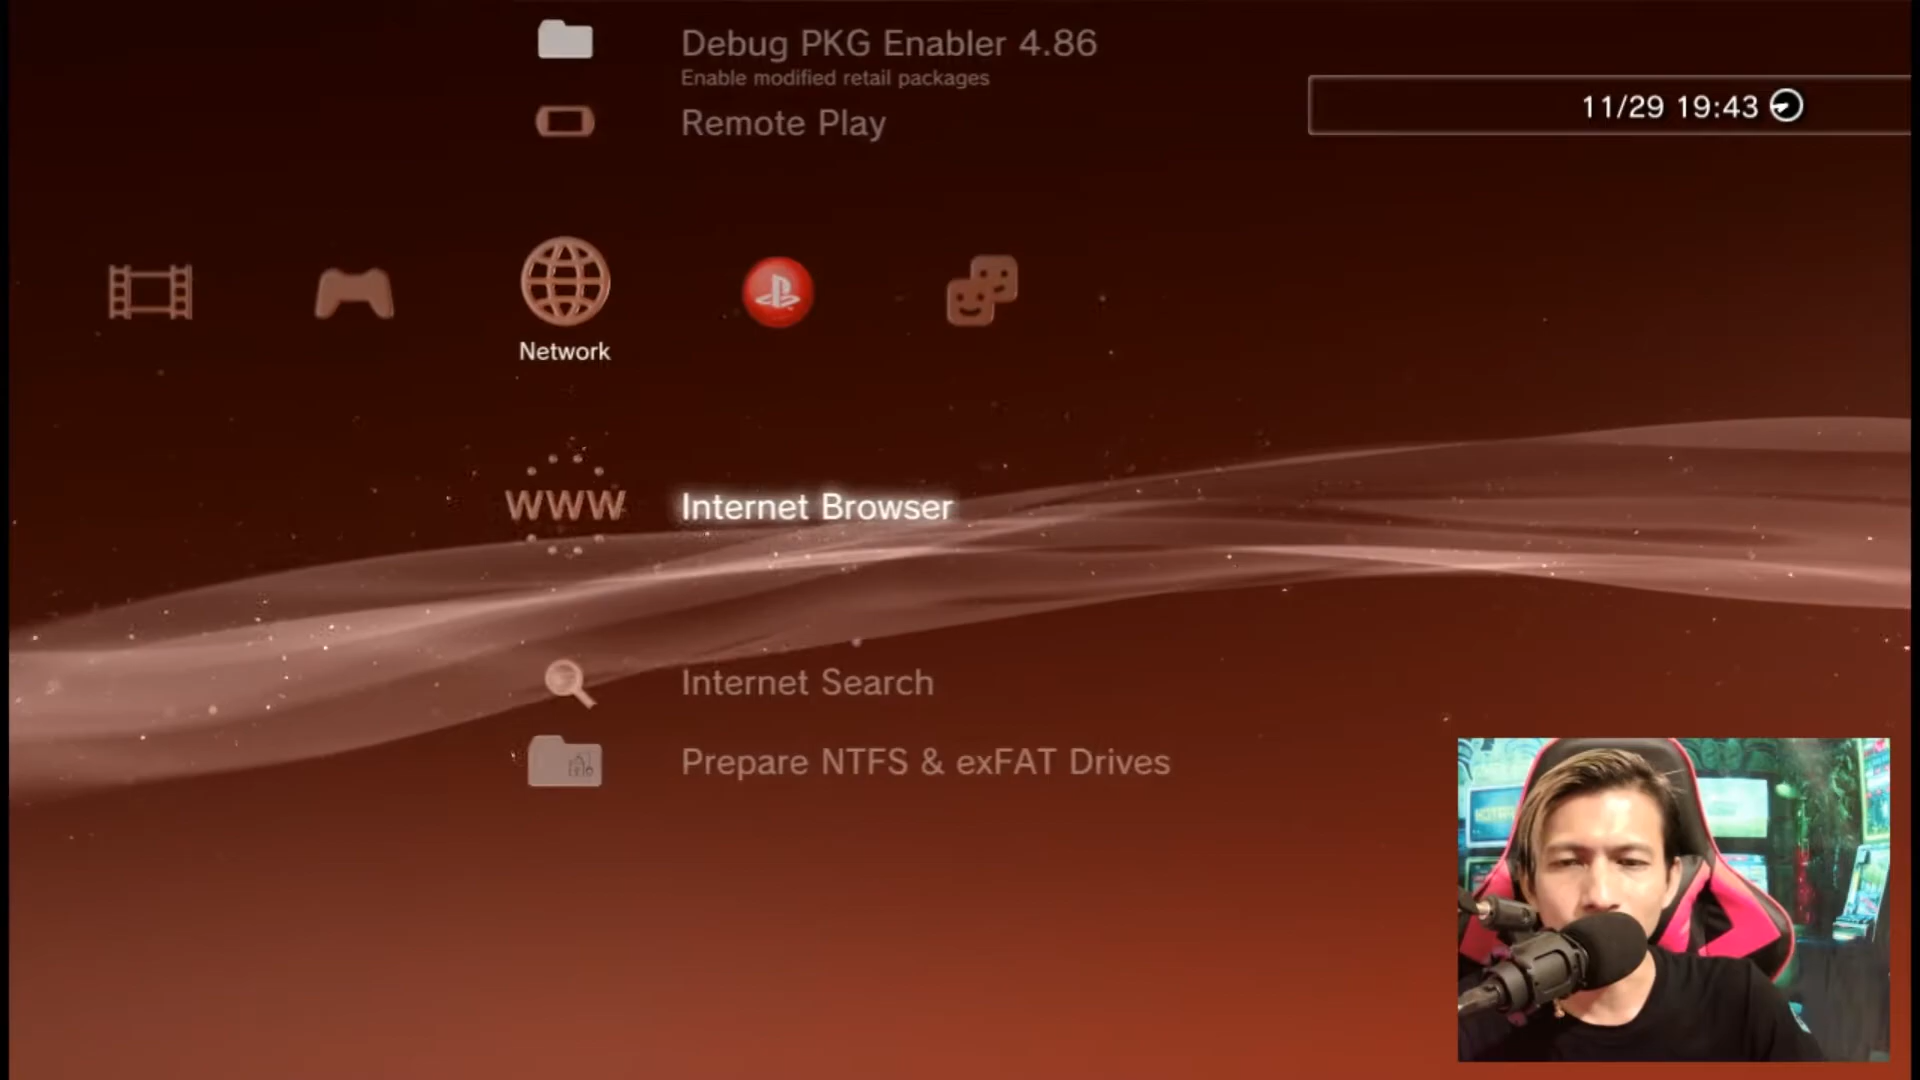 Debug PKG Enabler 4.86
Enable modified retail packages
Remote Play
11/29 19:43
Network
WWW
Internet Browser
Internet Search
Prepare NTFS & exFAT Drives